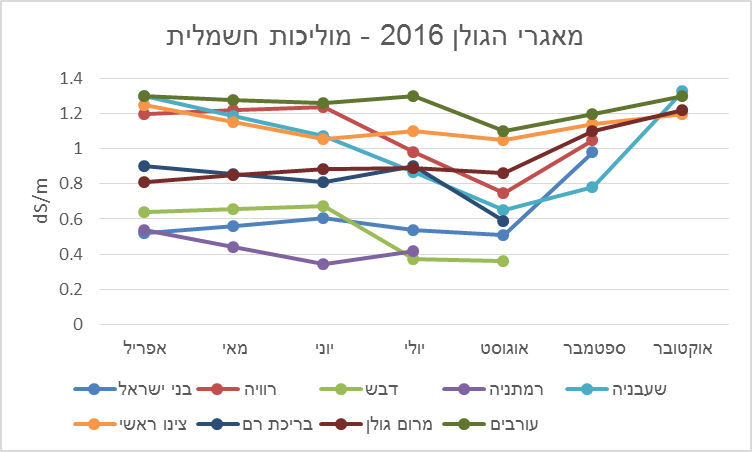 מאגרי הגולן 2016 - מוליכות חשמלית
1.4
1.2
1
0.8
0.6
0.4
0.2
0
dS/m
אפריל מאי יוני יולי אוגוסט ספטמבר אוקטובר
בני ישראל רוויה דבש רמתניה שעבניה
צינו ראשי בריכת רם מרום גולן עורבים